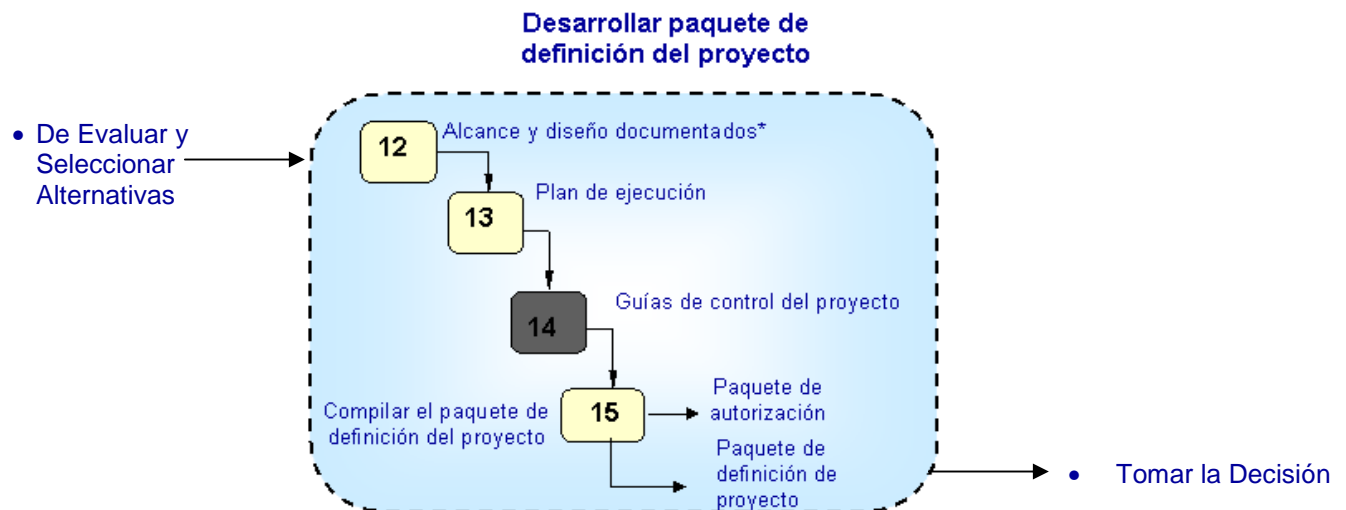 Desarrollar paquete de
definición del proyecto
• De Evaluar y
Seleccionar
Alternativas
12
Alcance y diseño documentados*
13
Plan de ejecución
14
Guías de control del proyecto
Compilar el paquete de
definición del proyecto
15
Paquete de
autorización
Paquete de
definición de
proyecto
• Tomar la Decisión